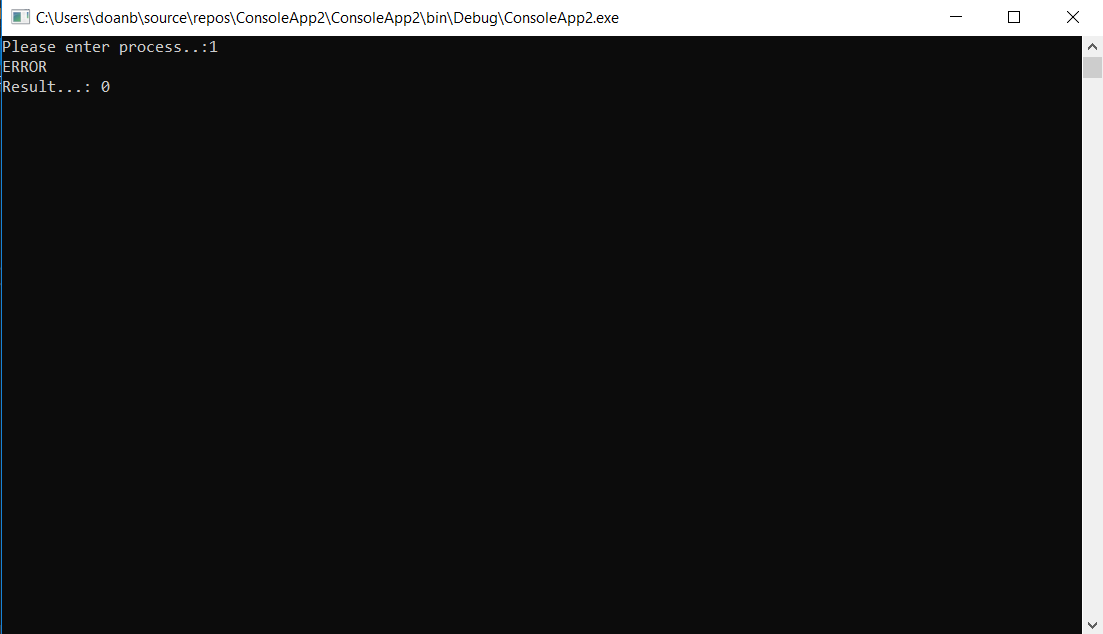 C:\Users\doanb\source\repos\ConsoleApp2\ConsoleApp2\bin\Debug\ConsoleApp2.exe
Please enter process..:1
ERROR
Result...: 0